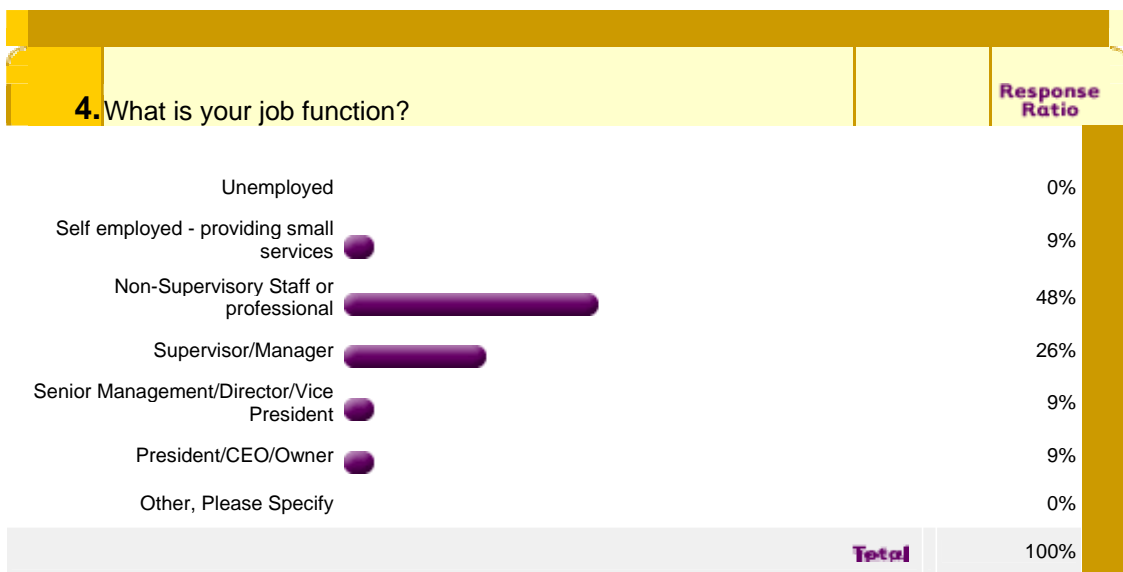 4. What is your job function?
Response
Ratio
Unemployed 0%
Self employed - providing small
services 9%
Non-Supervisory Staff or
professional 48%
Supervisor/Manager 26%
Senior Management/Director/Vice
President 9%
President/CEO/Owner 9%
Other, Please Specify 0%
Total 100%